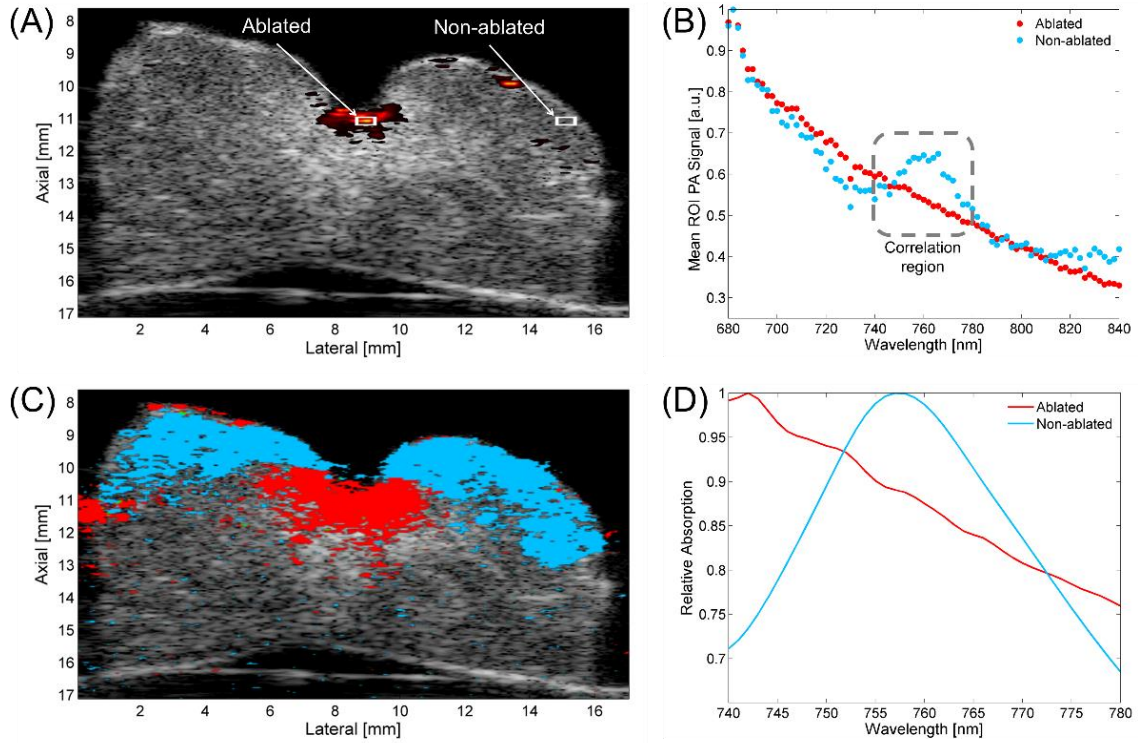 (A)
Ablated
Non-ablated
8
9
10
11
12
13
14
15
16
17
Axial [mm]
2 4 6 8 10 12 14 16
Lateral [mm]
(B)
Ablated
Non-ablated
1
0.9
0.8
0.7
0.6
0.5
0.4
0.3
Mean ROI PA Signal [a.u.]
Correlation
region
680 700 720 740 760 780 800 820 840
Wavelength [nm]
(C)
8
9
10
11
12
13
14
15
16
17
Axial [mm]
2 4 6 8 10 12 14 16
Lateral [mm]
(D)
Ablated
Non-ablated
1
0.95
0.9
0.85
0.8
0.75
0.7
Relative Absorption
740 745 750 755 760 765 770 775 780
Wavelength [nm]